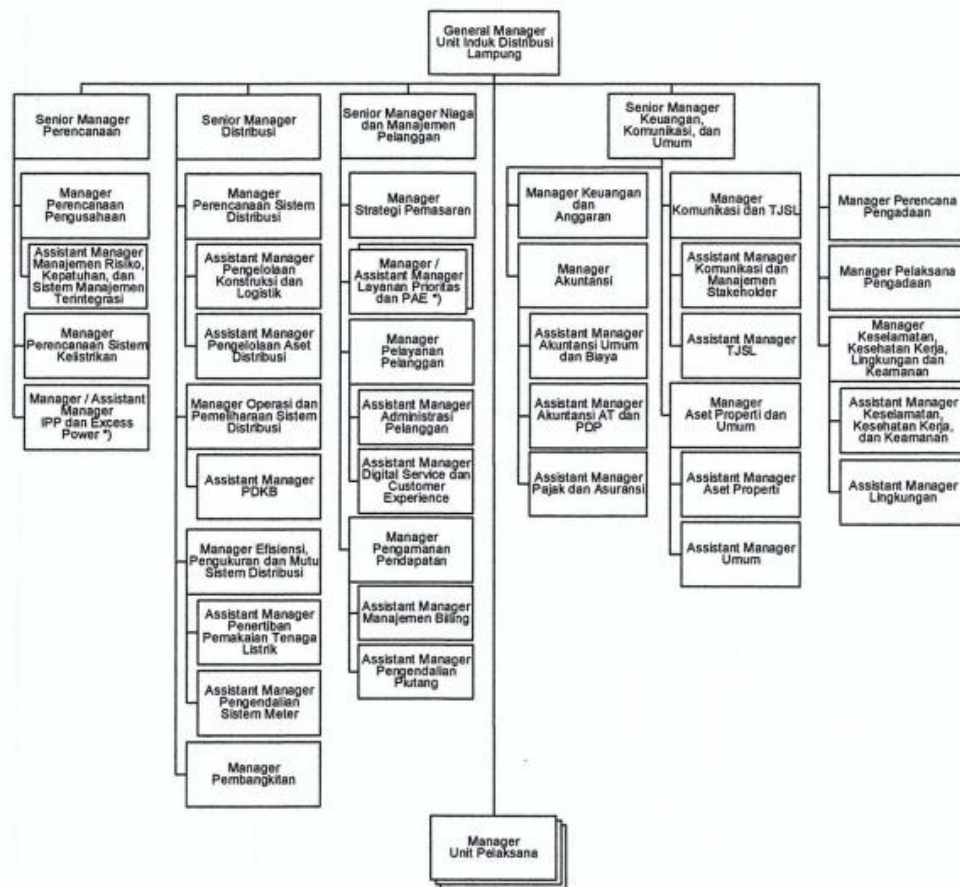 General Manager
Unit Induk Distribusi
Lampung
Senior Manager
Perencanaan
Manager
Perencanaan
Pengusahaan
Assistant Manager
Manajemen Risiko,
Kepatuhan, dan
Sistem Manajemen
Terintegrasi
Manager
Perencanaan Sistem
Kelistrikan
Manager / Assistant
Manager
IPP dan Excess
Power *)
Senior Manager
Distribusi
Manager
Perencanaan Sistem
Distribusi
Assistant Manager
Pengelolaan
Konstruksi dan
Logistik
Assistant Manager
Pengelolaan Aset
Distribusi
Manager Operasi dan
Pemeliharaan Sistem
Distribusi
Assistant Manager
PDKB
Manager Efisiensi,
Pengukuran dan Mutu
Sistem Distribusi
Assistant Manager
Penertiban
Pemakaian Tenaga
Listrik
Assistant Manager
Pengendalian
Sistem Meter
Manager
Pembangkitan
Senior Manager Niaga
dan Manajemen
Pelanggan
Manager
Strategi Pemasaran
Manager /
Assistant Manager
Layanan Prioritas
dan PAE *)
Manager
Pelayanan
Pelanggan
Assistant Manager
Administrasi
Pelanggan
Assistant Manager
Digital Service dan
Customer
Experience
Manager
Pengamanan
Pendapatan
Assistant Manager
Manajemen Billing
Assistant Manager
Pengendalian
Piutang
Senior Manager
Keuangan,
Komunikasi, dan
Umum
Manager Keuangan
dan
Anggaran
Manager
Akuntansi
Assistant Manager
Akuntansi Umum
dan Biaya
Assistant Manager
Akuntansi AT dan
PDP
Assistant Manager
Pajak dan Asuransi
Manager
Komunikasi dan TJSL
Assistant Manager
Komunikasi dan
Manajemen
Stakeholder
Assistant Manager
TJSL
Manager
Aset Properti dan
Umum
Assistant Manager
Aset Properti
Assistant Manager
Umum
Manager Perencana
Pengadaan
Manager Pelaksana
Pengadaan
Manager
Keselamatan,
Kesehatan Kerja,
Lingkungan dan
Keamanan
Assistant Manager
Keselamatan,
Kesehatan Kerja,
dan Keamanan
Assistant Manager
Lingkungan
Manager
Unit Pelaksana